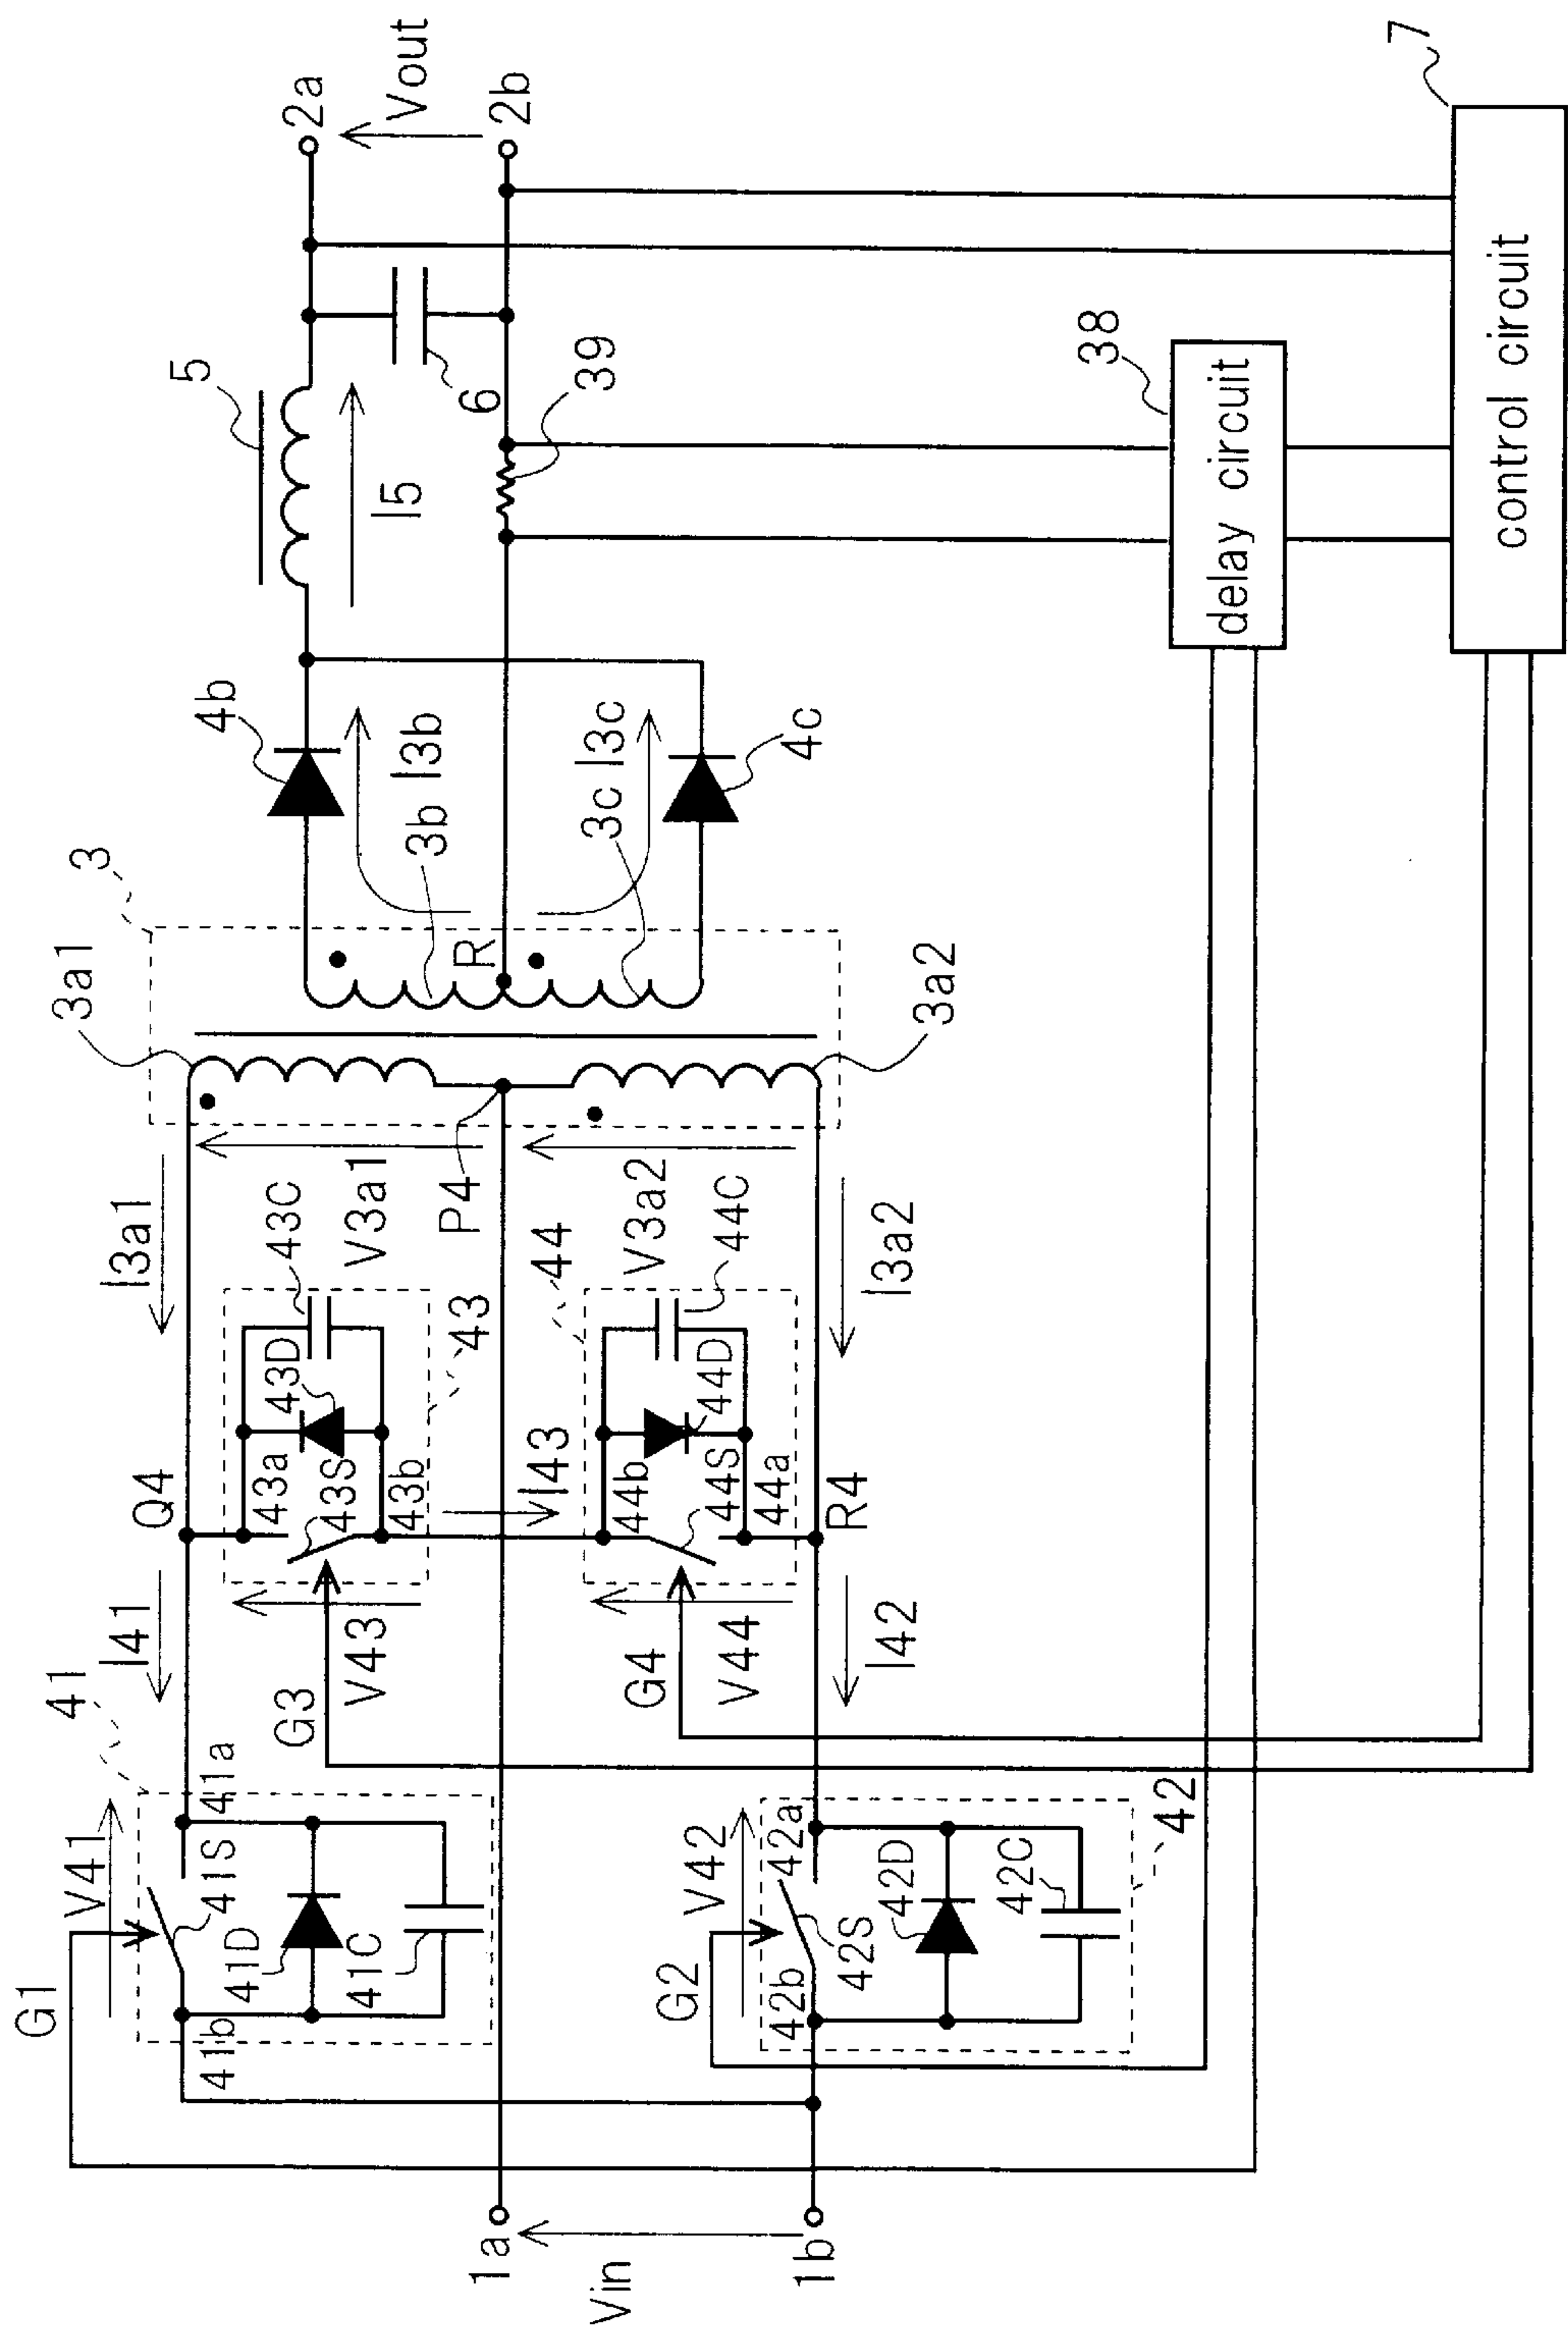 G1
V41
41
41a
41b
41S
41D
41C
I41
Q4
I3a1
3a1
3
43a
43D
43C
43S
43b
43
G3
V43
V3a1
P4
I43
44
V3a2
44C
44D
44b
44S
44a
G4
V44
R4
I42
I3a2
3a2
1a
Vin
1b
G2
V42
42a
42b
42S
42D
42C
42
R
3b
I3b
4b
3c
I3c
4c
5
I5
6
39
2a
Vout
2b
38
delay circuit
7
control circuit